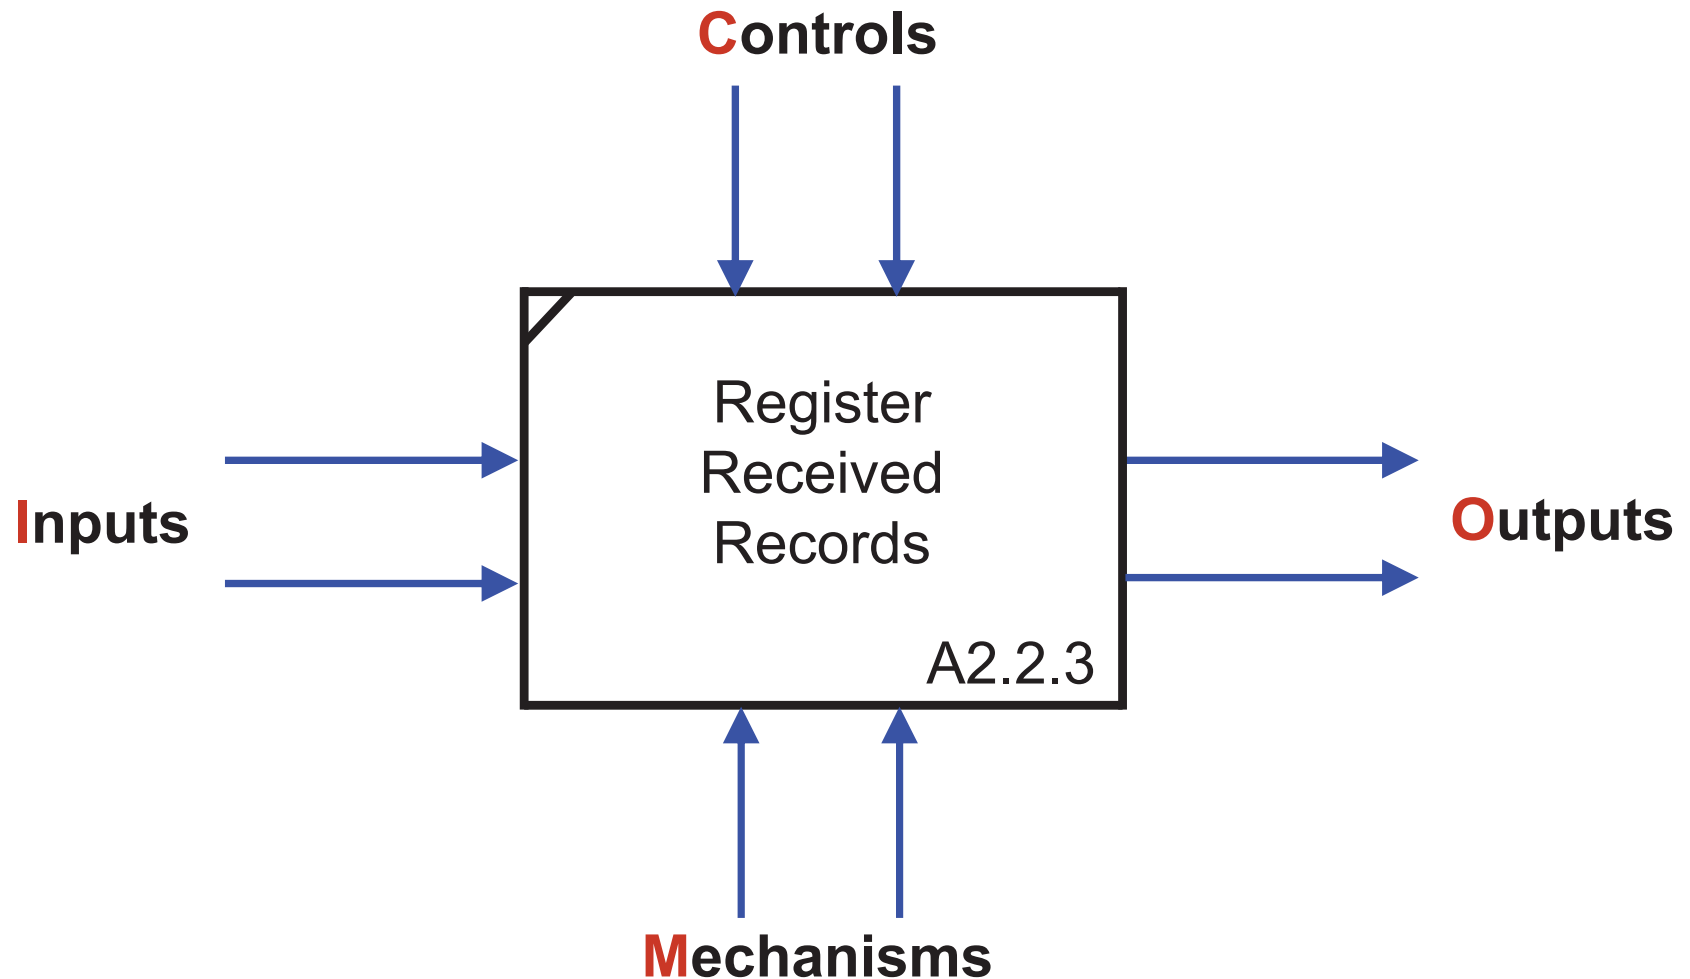 Controls
Register
Received
Records
Inputs
Outputs
A2.2.3
Mechanisms